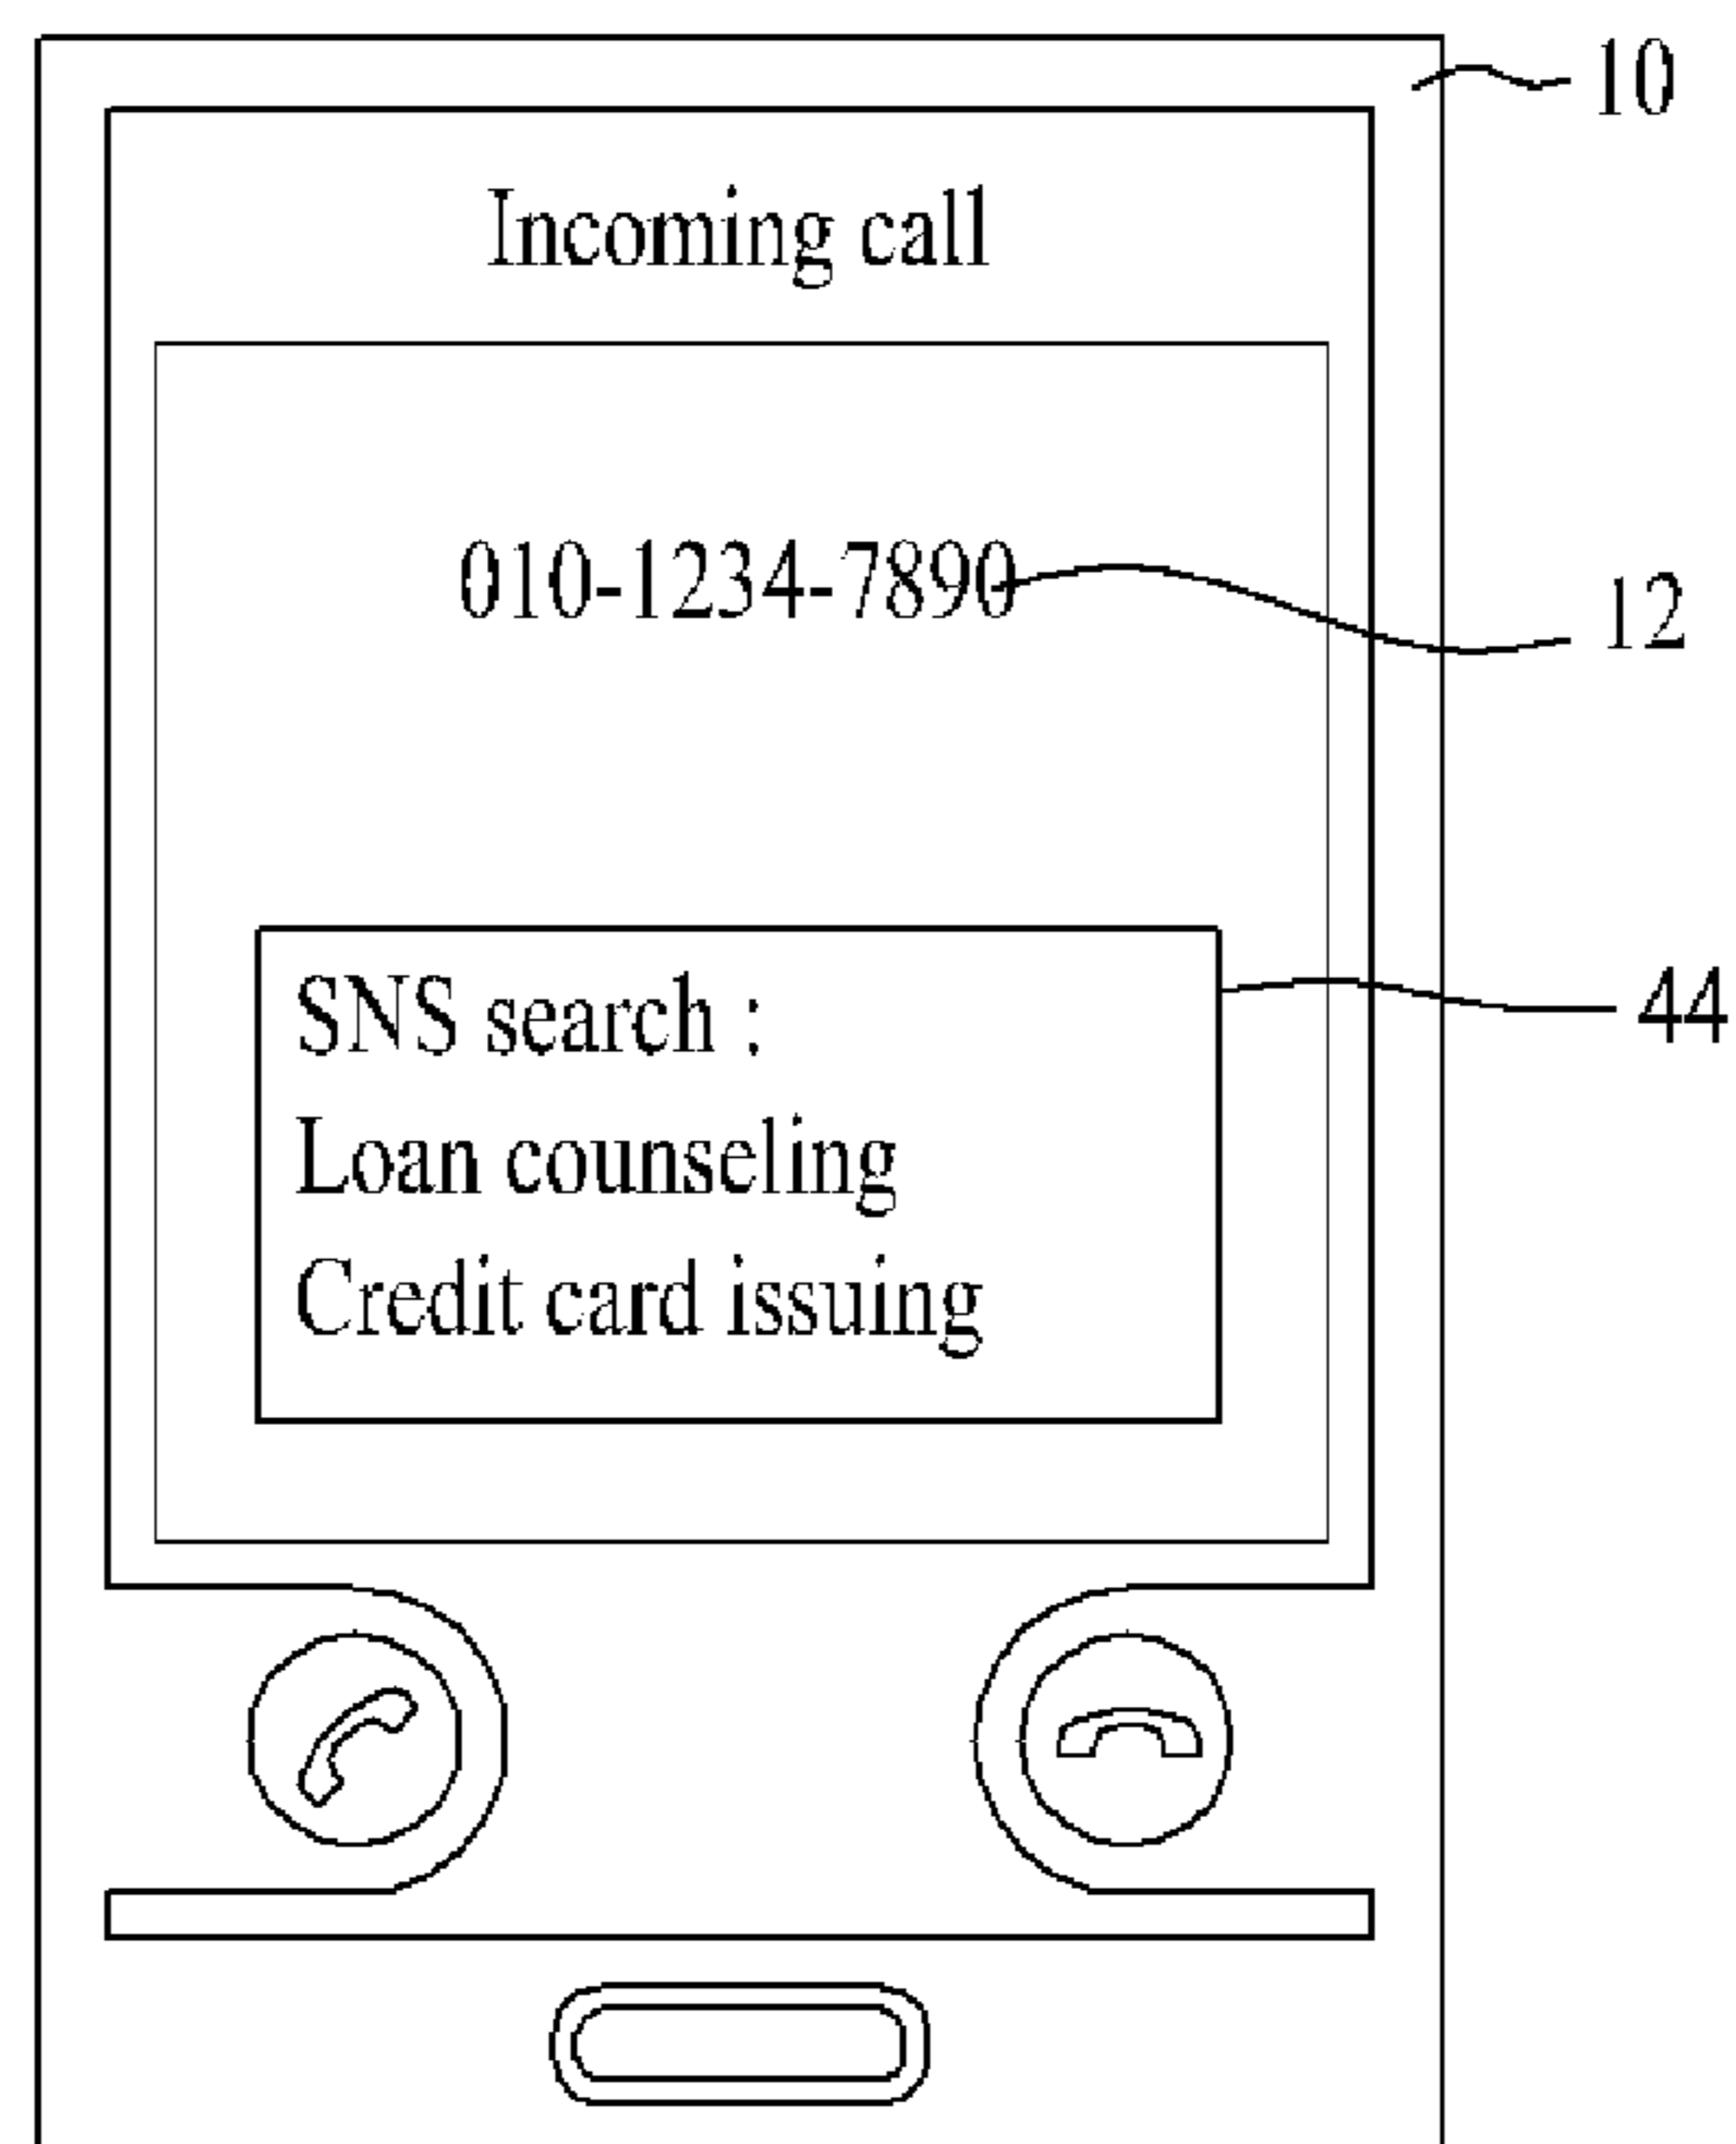 10
Incoming call
010-1234-7890
12
SNS search :
44
Loan counseling
Credit card issuing